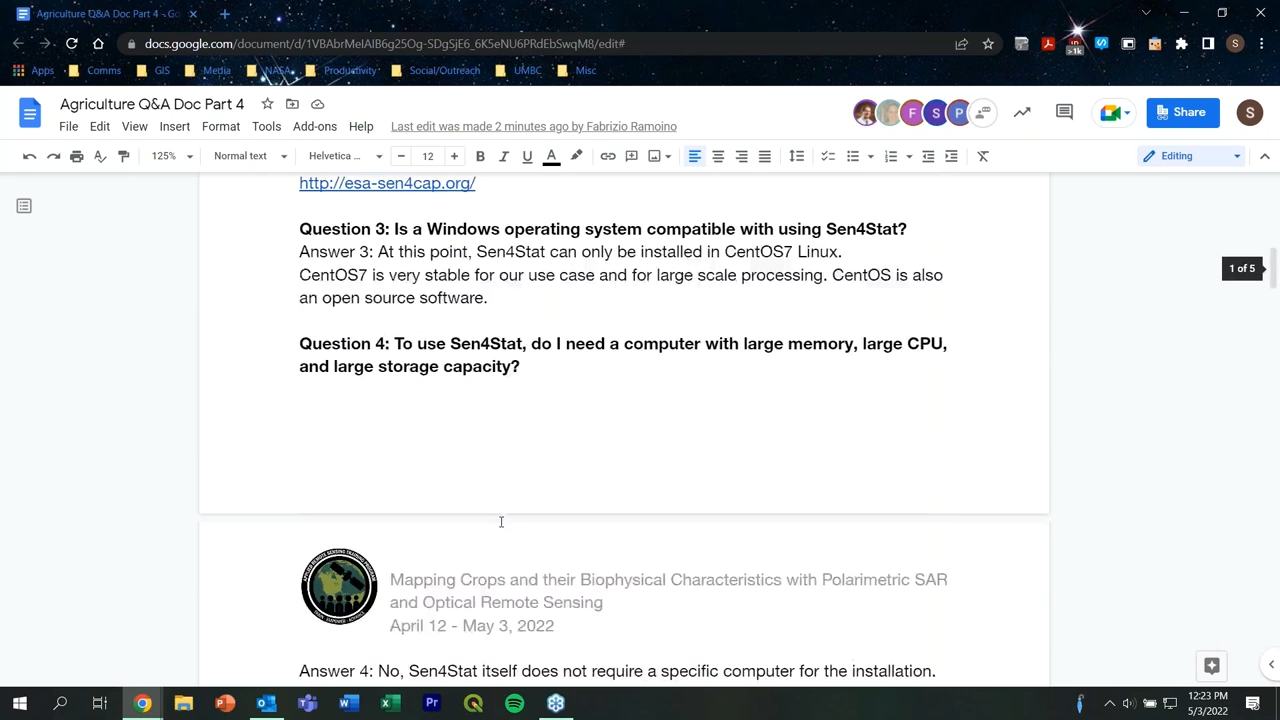 Agriculture Q&A Doc Part 4 - Go
docs.google.com/document/d/1VBAbrMelAIB6g25Og-SDgSjE6_6K5eNU6PRdEbSwqM8/edit#
>1k
S
Apps Comms GIS Media NASA Productivity Social/Outreach UMBC Misc
Agriculture Q&A Doc Part 4
F S P
Share
S
File Edit View Insert Format Tools Add-ons Help Last edit was made 2 minutes ago by Fabrizio Ramoino
125% Normal text Helvetica ... 12 B I U A Editing
http://esa-sen4cap.org/
Question 3: Is a Windows operating system compatible with using Sen4Stat?
Answer 3: At this point, Sen4Stat can only be installed in CentOS7 Linux.
CentOS7 is very stable for our use case and for large scale processing. CentOS is also
an open source software.
1 of 5
Question 4: To use Sen4Stat, do I need a computer with large memory, large CPU,
and large storage capacity?
Mapping Crops and their Biophysical Characteristics with Polarimetric SAR
and Optical Remote Sensing
April 12 - May 3, 2022
Answer 4: No, Sen4Stat itself does not require a specific computer for the installation.
12:23 PM
5/3/2022